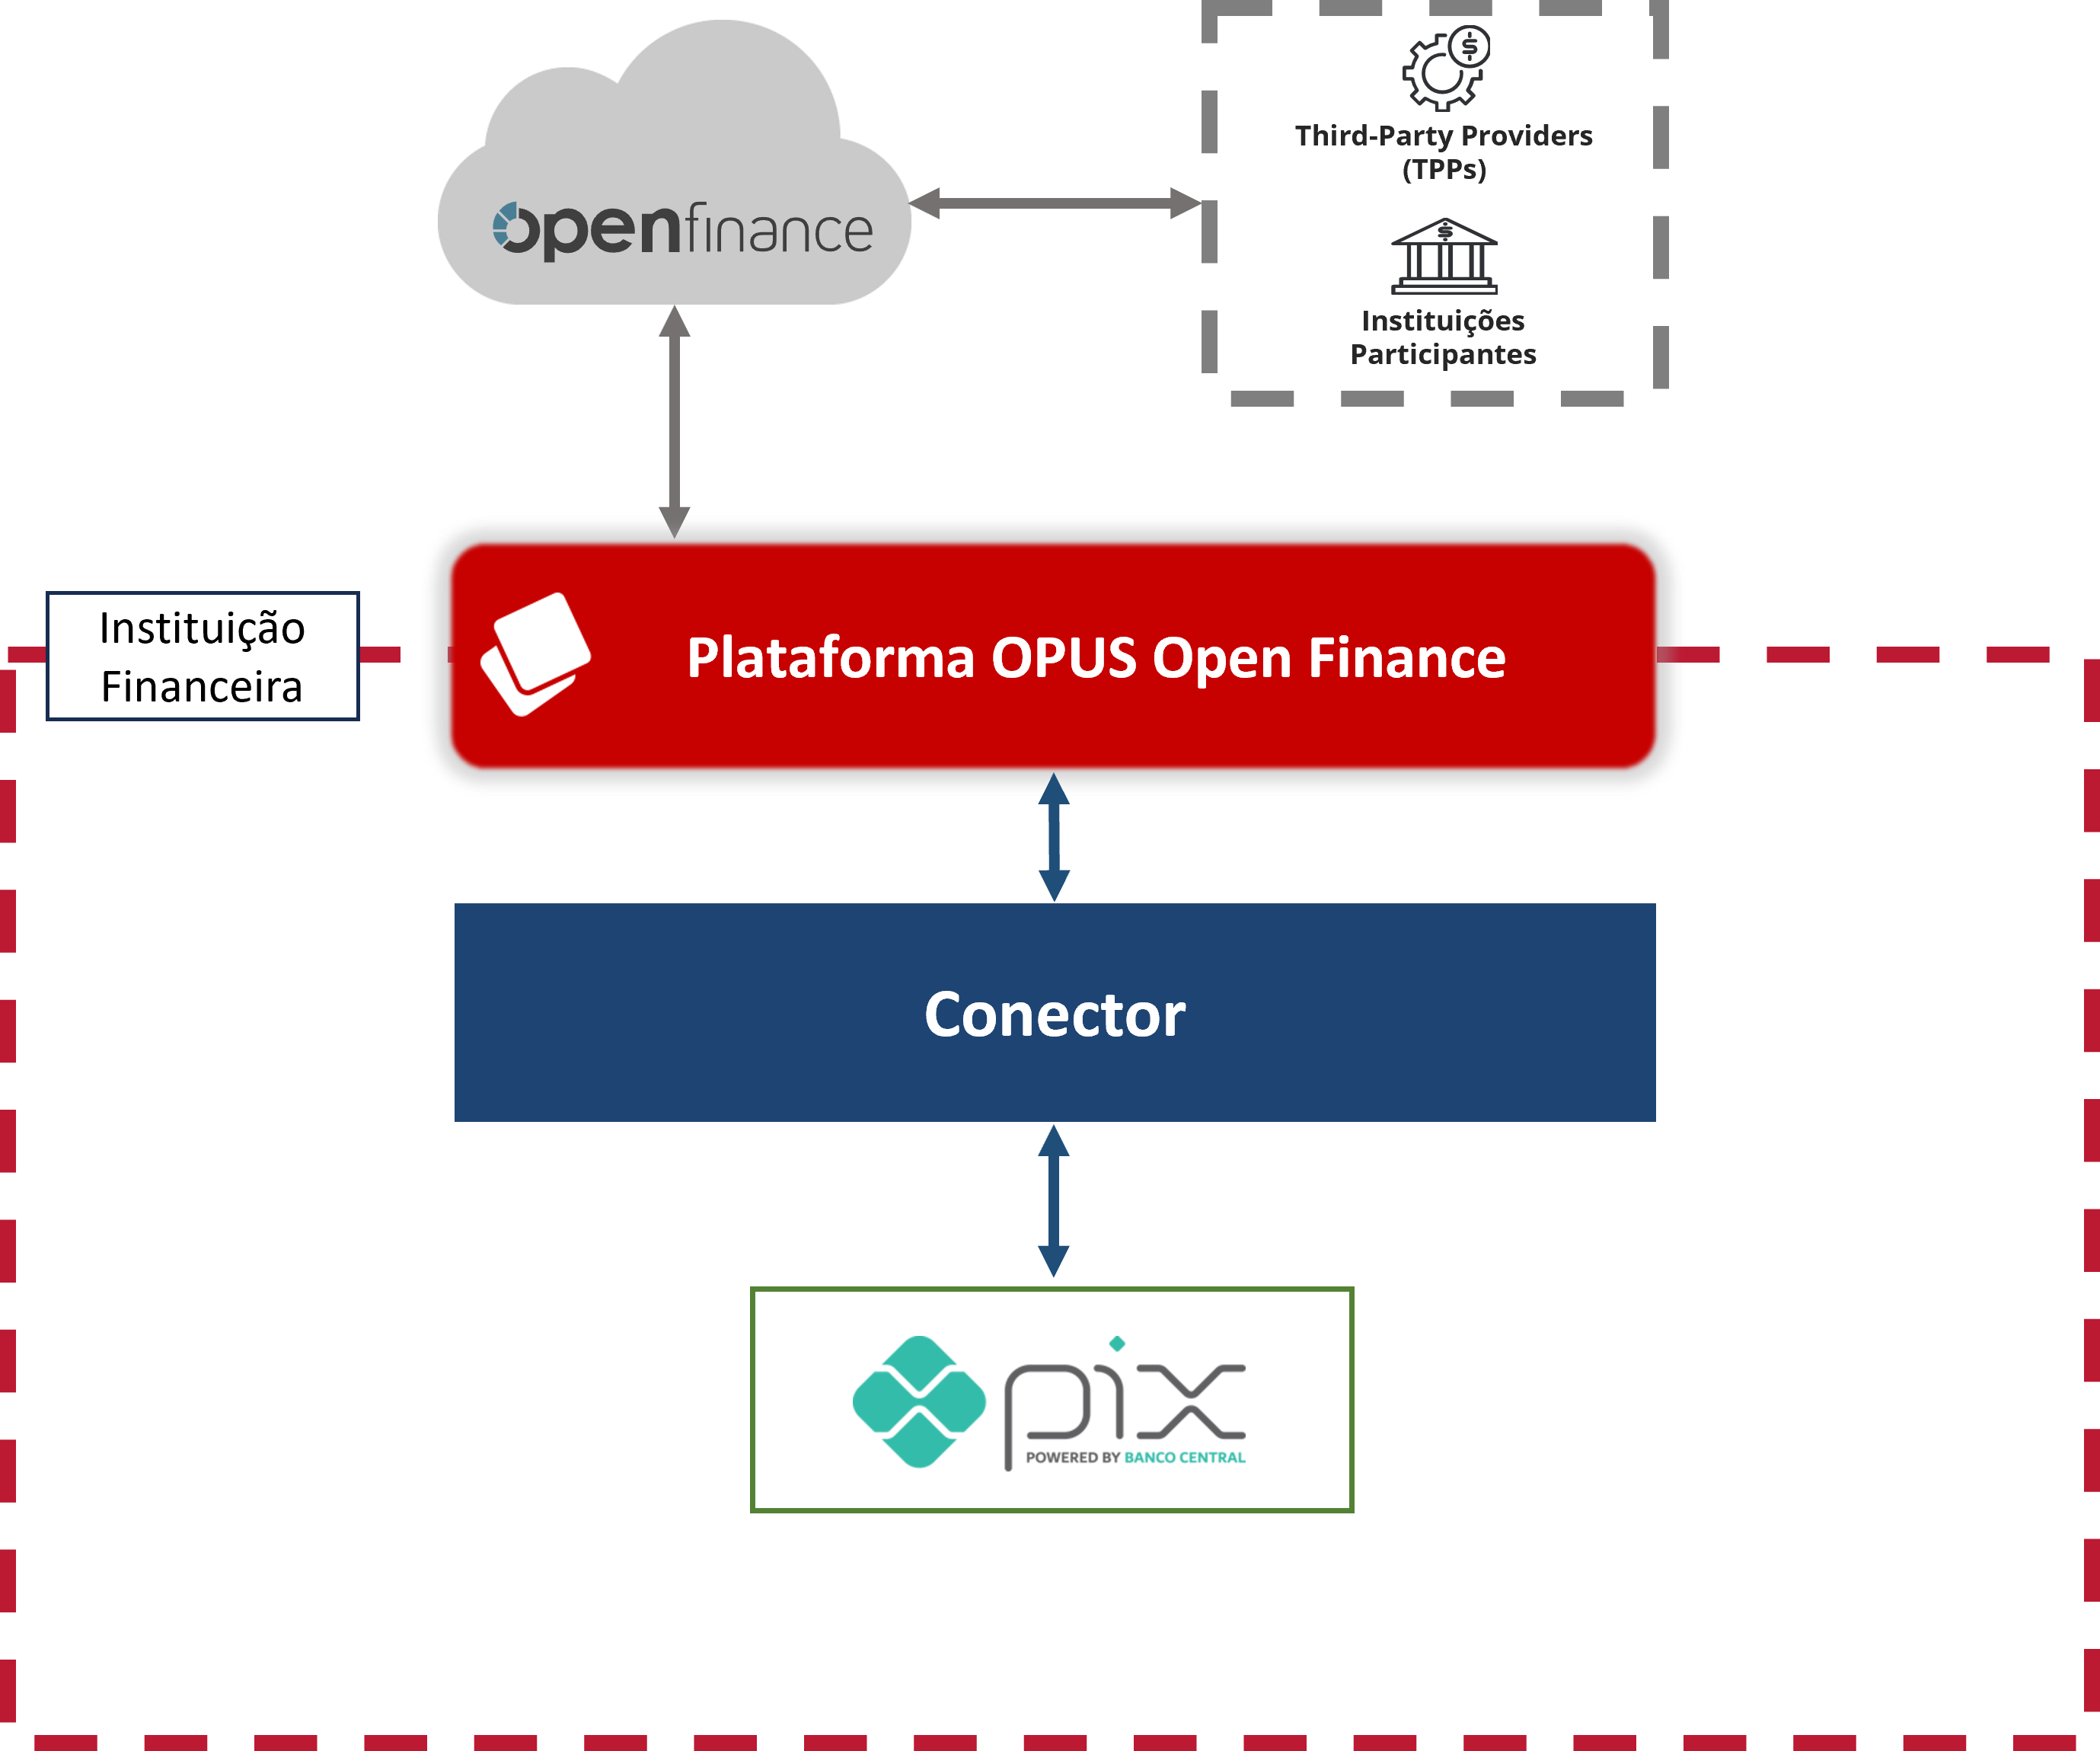 Third-Party Providers
(TPPs)
openfinance
Instituições
Participantes
Instituição
Financeira
Plataforma OPUS Open Finance
Conector
pix
POWERED BY BANCO CENTRAL